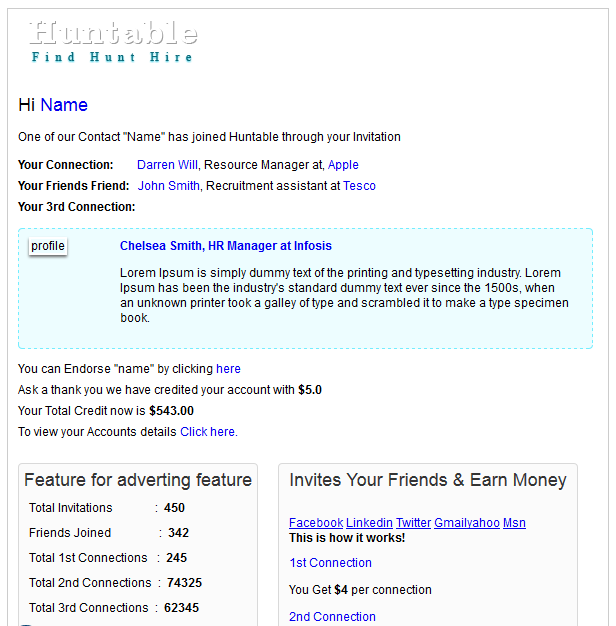 Huntable
Find Hunt Hire
Hi Name
One of our Contact "Name" has joined Huntable through your Invitation
Your Connection: Darren Will, Resource Manager at, Apple
Your Friends Friend: John Smith, Recruitment assistant at Tesco
Your 3rd Connection:
profile
Chelsea Smith, HR Manager at Infosis
Lorem Ipsum is simply dummy text of the printing and typesetting industry. Lorem
Ipsum has been the industry's standard dummy text ever since the 1500s, when
an unknown printer took a galley of type and scrambled it to make a type specimen
book.
You can Endorse "name" by clicking here
Ask a thank you we have credited your account with $5.0
Your Total Credit now is $543.00
To view your Accounts details Click here.
Feature for adverting feature
Total Invitations : 450
Friends Joined : 342
Total 1st Connections : 245
Total 2nd Connections : 74325
Total 3rd Connections : 62345
Invites Your Friends & Earn Money
Facebook Linkedin Twitter Gmailyahoo Msn
This is how it works!
1st Connection
You Get $4 per connection
2nd Connection